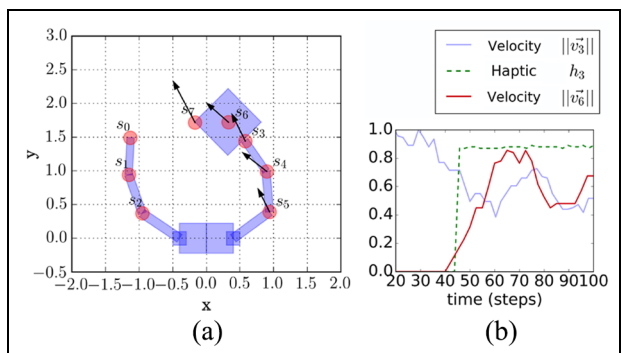 3.0
2.5
2.0
1.5
1.0
0.5
0.0
−0.5
y
−2.0 −1.5 −1.0 −0.5 0.0 0.5 1.0 1.5 2.0
x
s₇
s₆
s₀
s₃
s₁
s₄
s₂
s₅
(a)
Velocity ||v⃗₃||
Haptic h₃
Velocity ||v⃗₆||
1.0
0.8
0.6
0.4
0.2
0.0
20 30 40 50 60 70 80 90 100
time (steps)
(b)